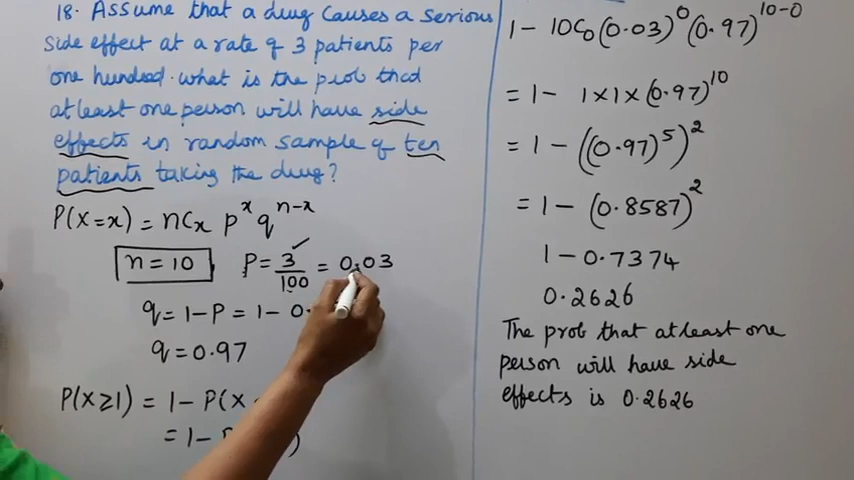 18. Assume that a drug causes a serious
side effect at a rate of 3 patients per
one hundred. what is the prob that
atleast one person will have side
effects in random sample of ten
patients taking the drug?
P(X=x) = nCx p^x q^n-x
n = 10 P = 3/100 = 0.03
q = 1-P = 1- 0.
q = 0.97
P(X≥1) = 1- P(X
= 1- )
1 - 10C0 (0.03)^0 (0.97)^10-0
= 1 - 1×1×(0.97)^10
= 1 - ((0.97)^5)^2
= 1 - (0.8587)^2
1 - 0.7374
0.2626
The prob that atleast one
person will have side
effects is 0.2626